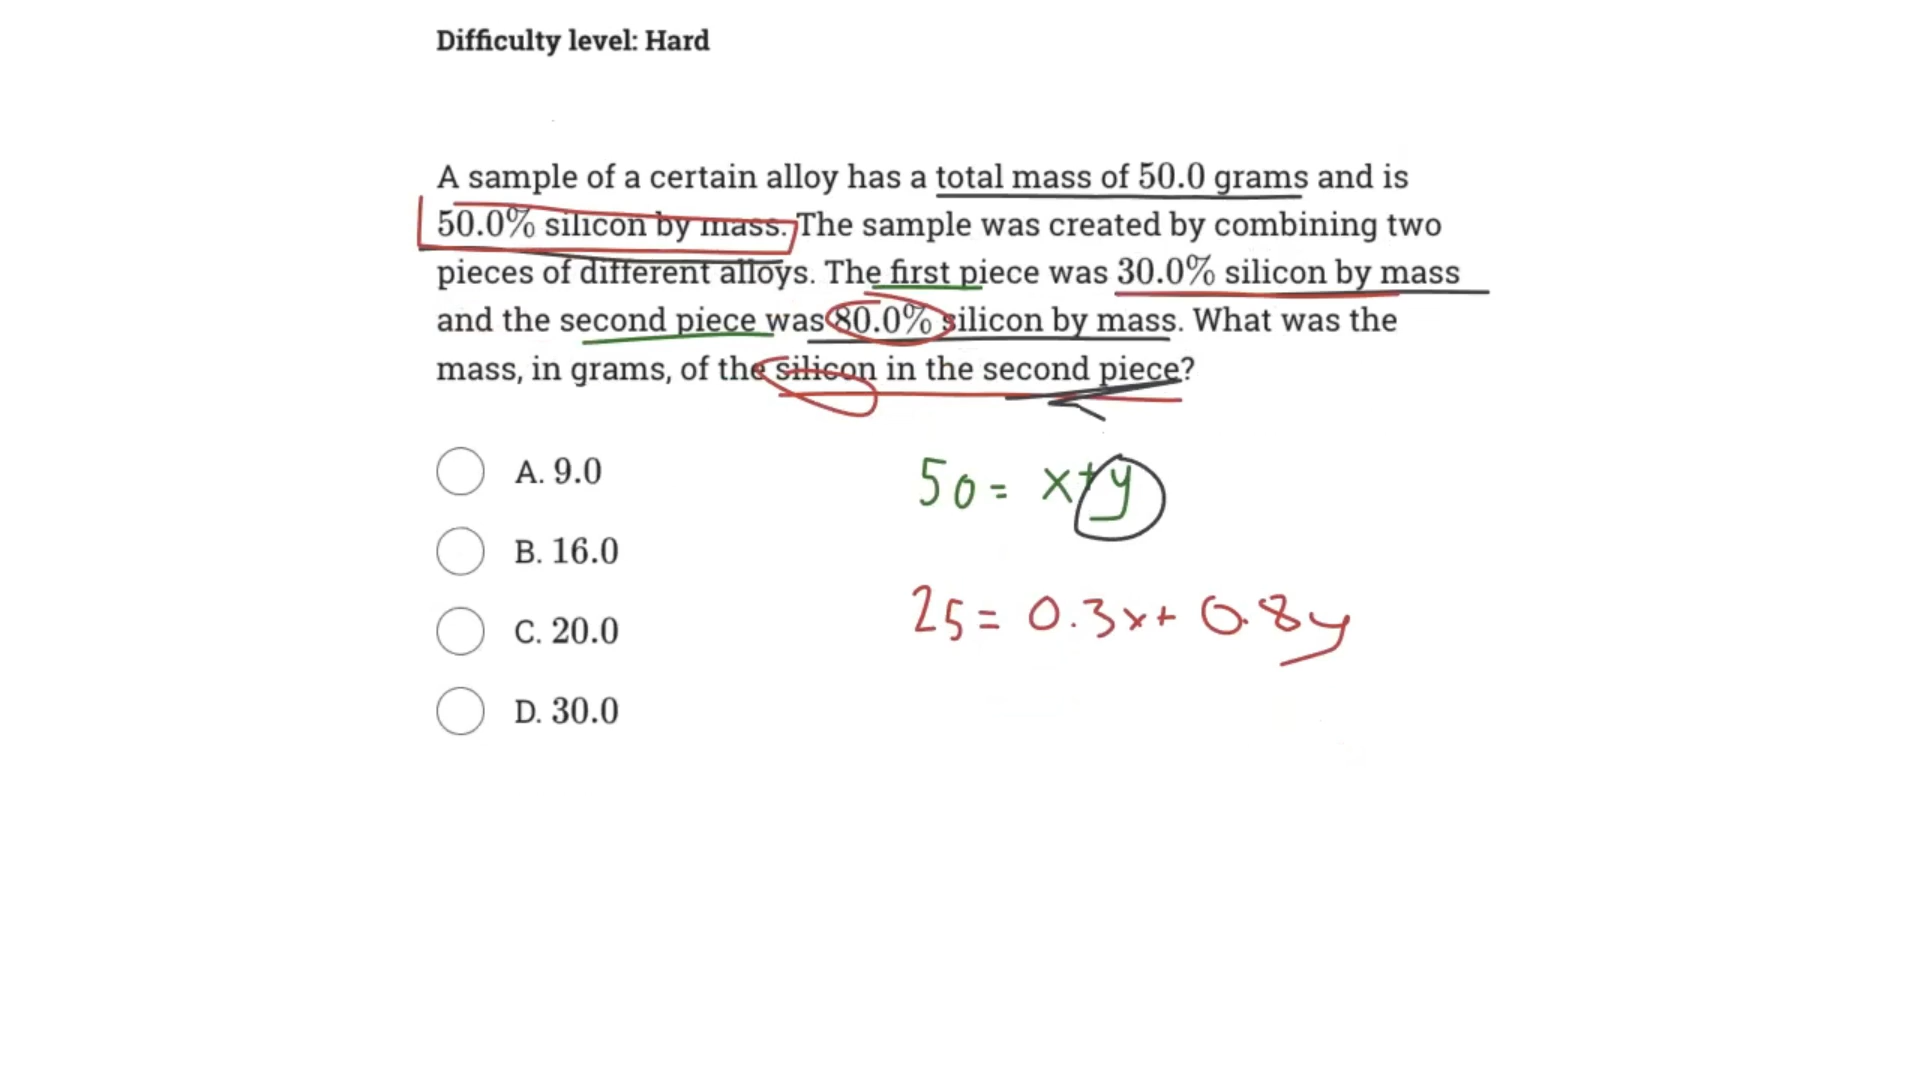 Difficulty level: Hard
A sample of a certain alloy has a total mass of 50.0 grams and is
50.0% silicon by mass. The sample was created by combining two
pieces of different alloys. The first piece was 30.0% silicon by mass
and the second piece was 80.0% silicon by mass. What was the
mass, in grams, of the silicon in the second piece?
A. 9.0
50 = x+y
B. 16.0
C. 20.0
25 = 0.3x + 0.8y
D. 30.0